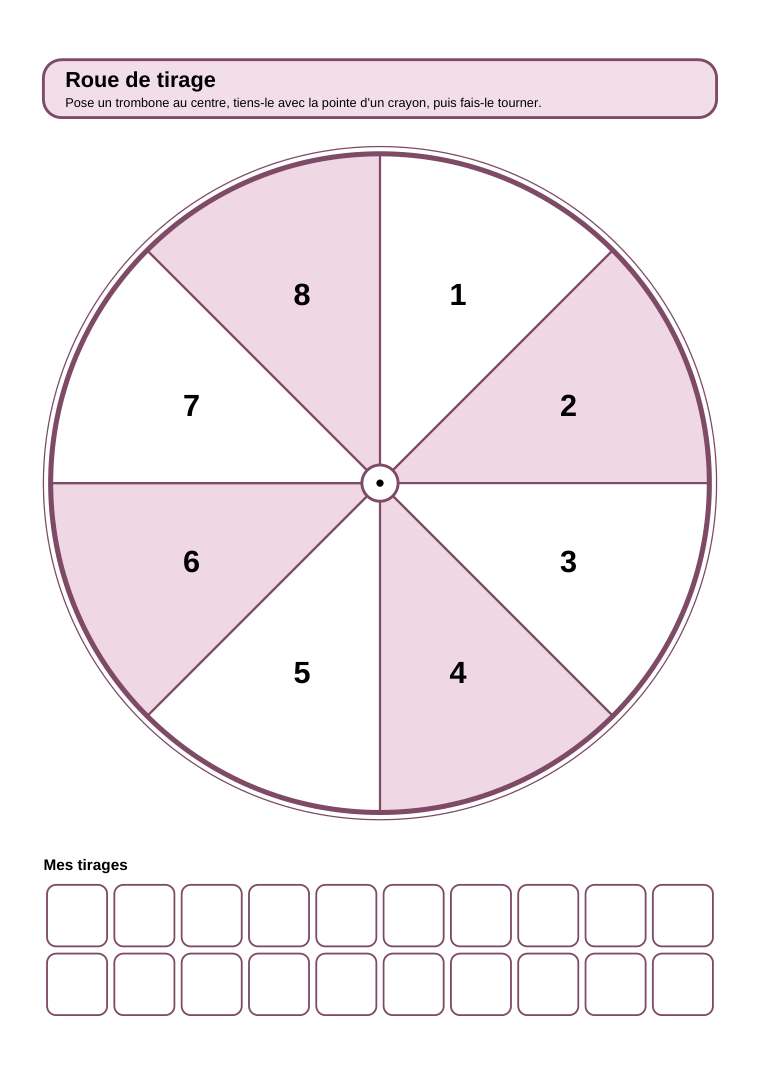 Roue de tirage
Pose un trombone au centre, tiens-le avec la pointe d'un crayon, puis fais-le tourner.
8
1
7
2
6
3
5
4
Mes tirages